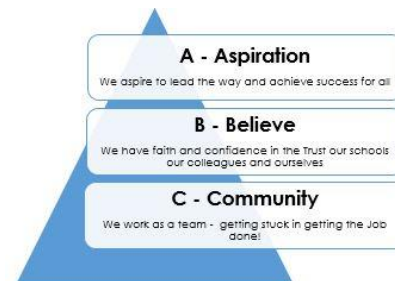 A - Aspiration
We aspire to lead the way and achieve success for all
B - Believe
We have faith and confidence in the Trust our schools
our colleagues and ourselves
C - Community
We work as a team - getting stuck in getting the Job
done!